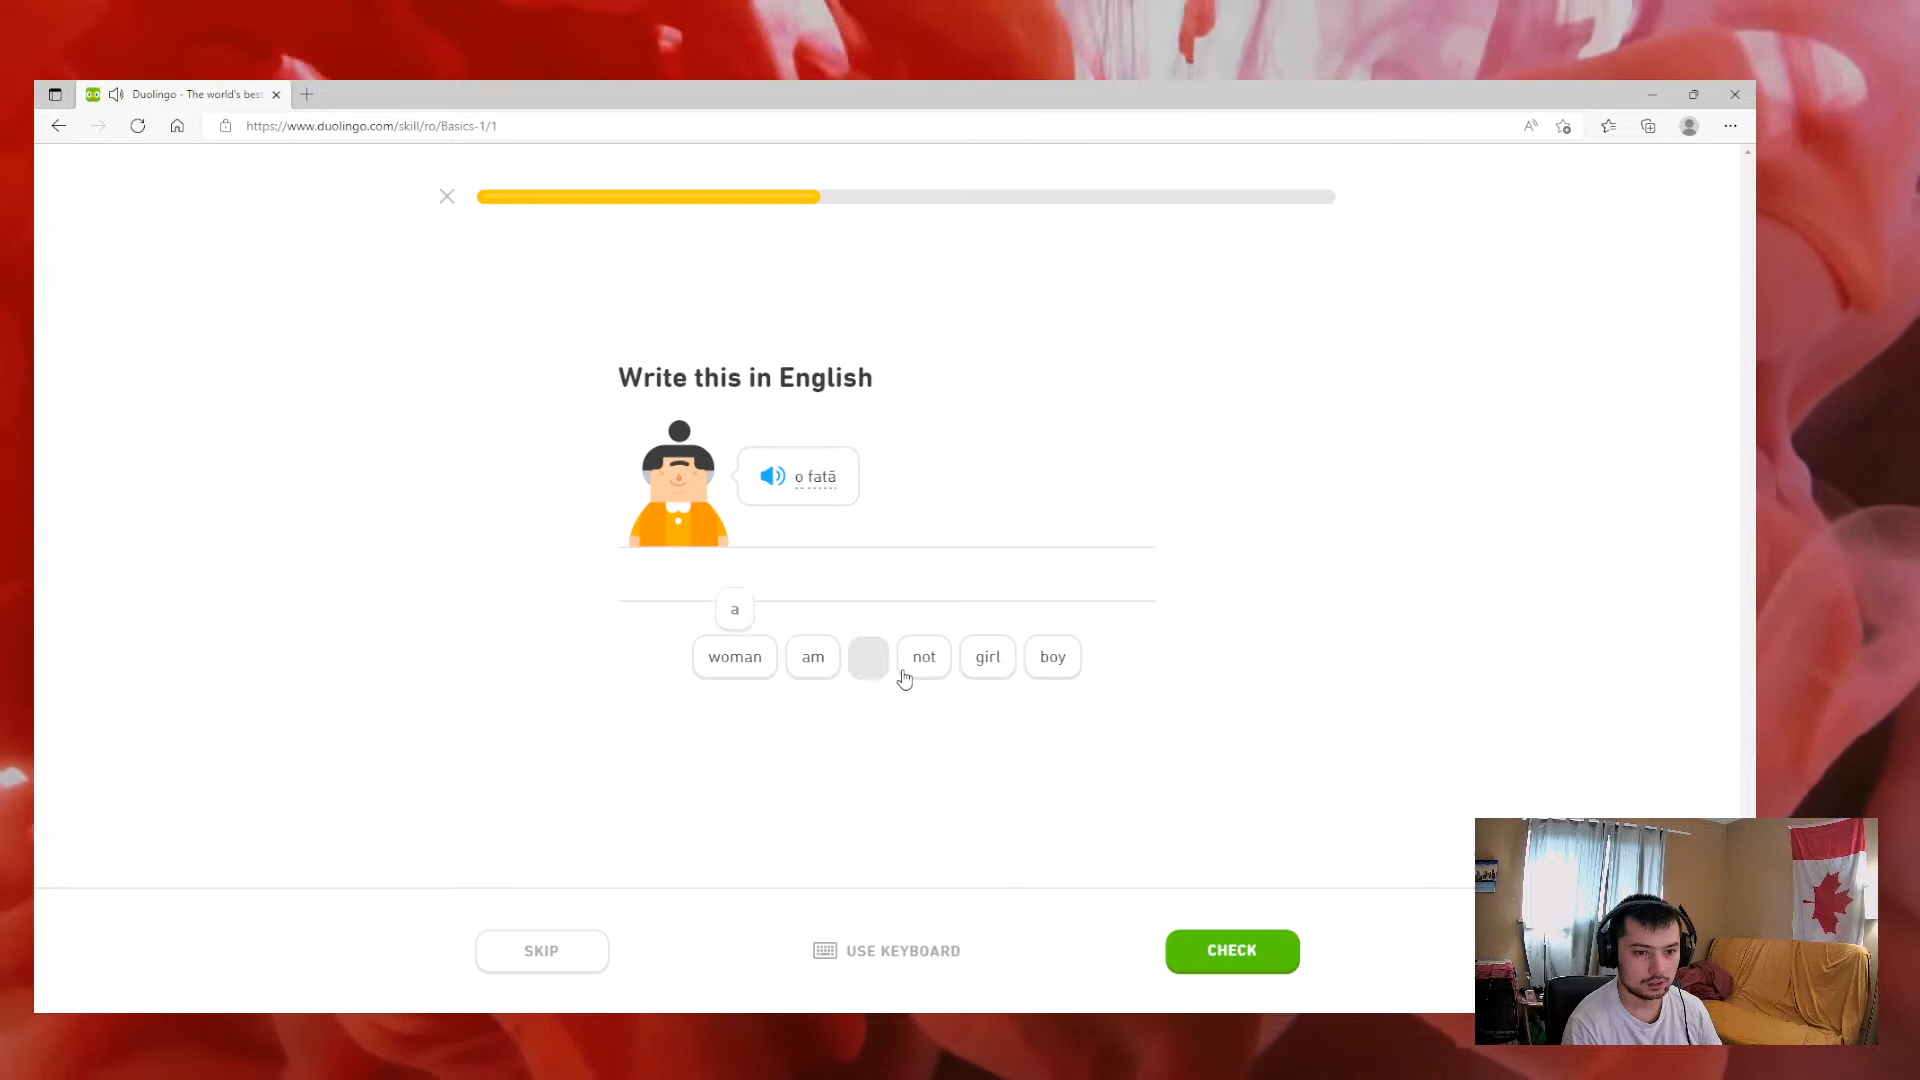 Duolingo - The world's bes
https://www.duolingo.com/skill/ro/Basics-1/1
Write this in English
o fată
a
woman am not girl boy
SKIP USE KEYBOARD CHECK